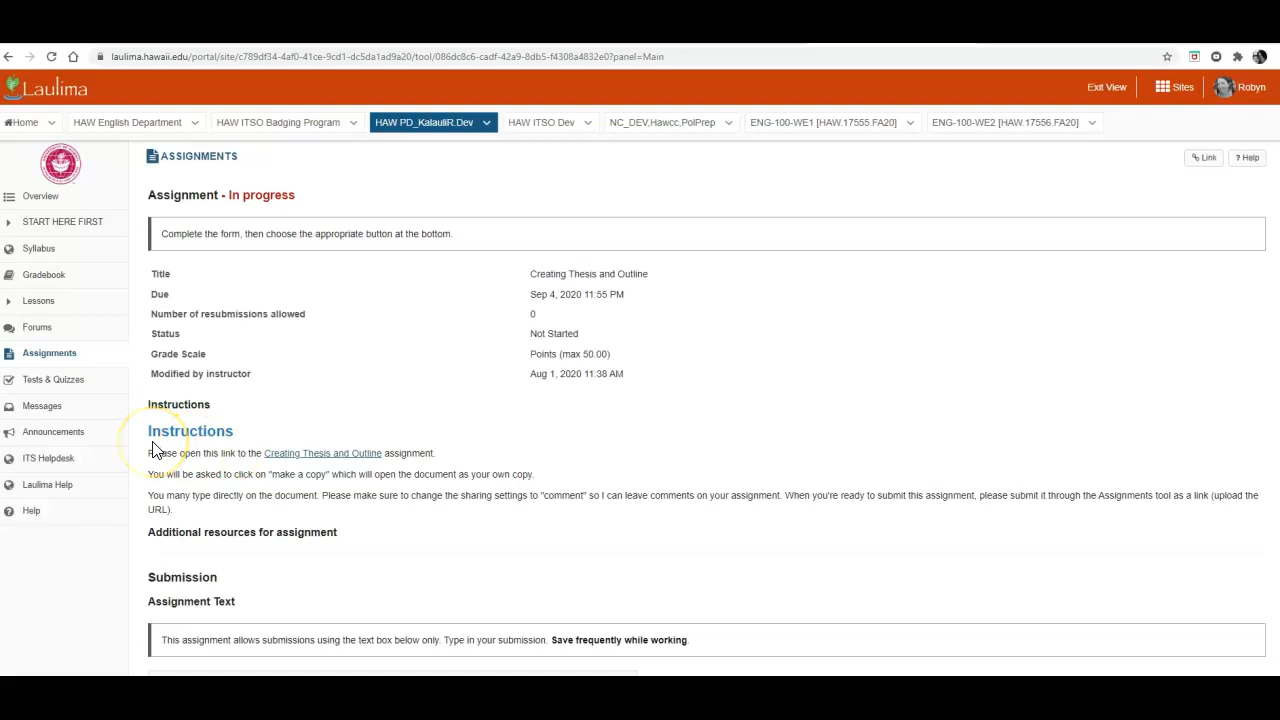 laulima.hawaii.edu/portal/site/c789df34-4af0-41ce-9cd1-dc5da1ad9a20/tool/086dc8c6-cadf-42a9-8db5-f4308a4832e0?panel=Main
Laulima
Exit View
Sites
Robyn
Home
HAW English Department
HAW ITSO Badging Program
HAW PD_KalauliR.Dev
HAW ITSO Dev
NC_DEV,Hawcc,PolPrep
ENG-100-WE1 [HAW.17555.FA20]
ENG-100-WE2 [HAW.17556.FA20]
Overview
START HERE FIRST
Syllabus
Gradebook
Lessons
Forums
Assignments
Tests & Quizzes
Messages
Announcements
ITS Helpdesk
Laulima Help
Help
ASSIGNMENTS
Link
? Help
Assignment - In progress
Complete the form, then choose the appropriate button at the bottom.
Title Creating Thesis and Outline
Due Sep 4, 2020 11:55 PM
Number of resubmissions allowed 0
Status Not Started
Grade Scale Points (max 50.00)
Modified by instructor Aug 1, 2020 11:38 AM
Instructions
Instructions
Please open this link to the Creating Thesis and Outline assignment.
You will be asked to click on "make a copy" which will open the document as your own copy.
You many type directly on the document. Please make sure to change the sharing settings to "comment" so I can leave comments on your assignment. When you're ready to submit this assignment, please submit it through the Assignments tool as a link (upload the
URL).
Additional resources for assignment
Submission
Assignment Text
This assignment allows submissions using the text box below only. Type in your submission. Save frequently while working.